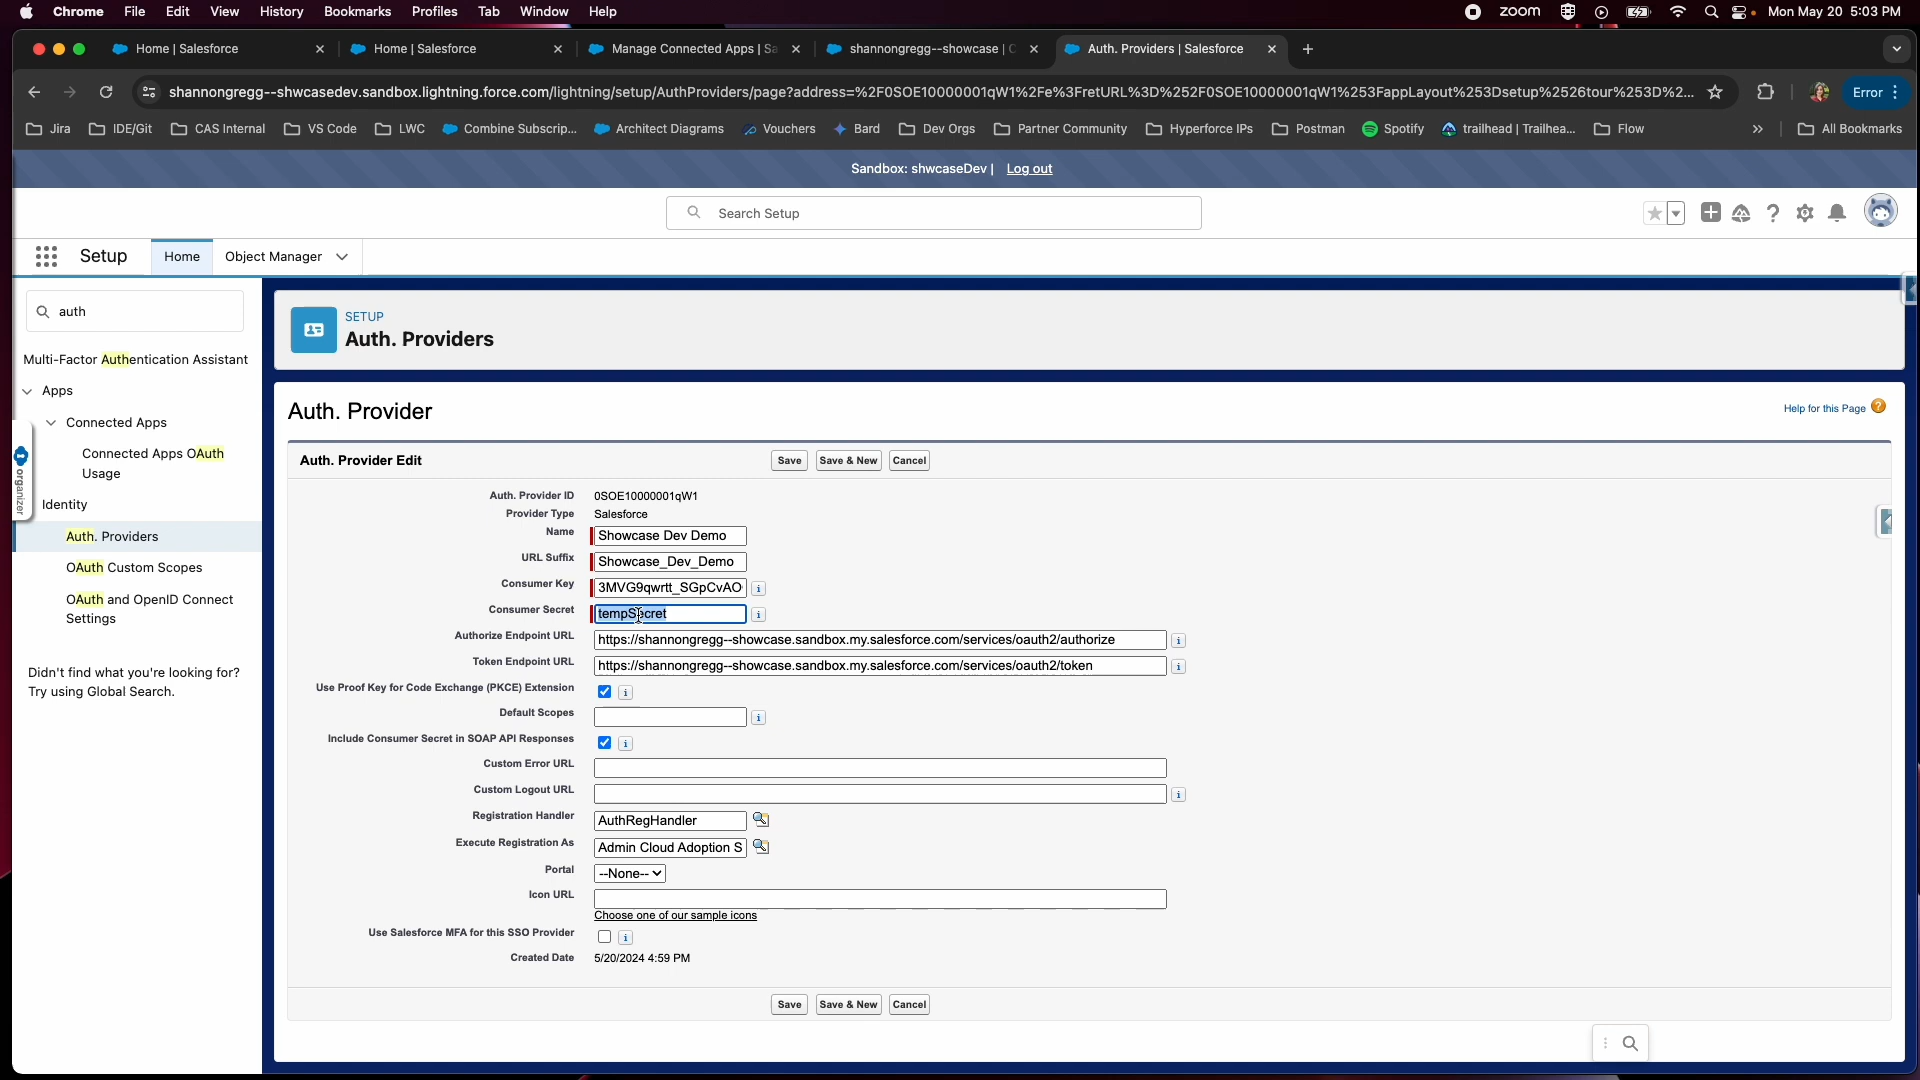 Chrome File Edit View History Bookmarks Profiles Tab Window Help
zoom Mon May 20 5:03 PM
Home | Salesforce
Home | Salesforce
Manage Connected Apps | Sa
shannongregg--showcase | C
Auth. Providers | Salesforce
shannongregg--shwcasedev.sandbox.lightning.force.com/lightning/setup/AuthProviders/page?address=%2F0SOE10000001qW1%2Fe%3FretURL%3D%252F0SOE10000001qW1%253FappLayout%253Dsetup%2526tour%253D%2...
Error
Jira IDE/Git CAS Internal VS Code LWC Combine Subscrip... Architect Diagrams Vouchers Bard Dev Orgs Partner Community Hyperforce IPs Postman Spotify trailhead | Trailhea... Flow » All Bookmarks
Sandbox: shwcaseDev | Log out
Search Setup
Setup Home Object Manager
auth
Multi-Factor Authentication Assistant
Apps
Connected Apps
Connected Apps OAuth
Usage
organizer
Identity
Auth. Providers
OAuth Custom Scopes
OAuth and OpenID Connect
Settings
Didn't find what you're looking for?
Try using Global Search.
SETUP
Auth. Providers
Auth. Provider
Help for this Page
Auth. Provider Edit Save Save & New Cancel
Auth. Provider ID 0SOE10000001qW1
Provider Type Salesforce
Name Showcase Dev Demo
URL Suffix Showcase_Dev_Demo
Consumer Key 3MVG9qwrtt_SGpCvAO
Consumer Secret tempSecret
Authorize Endpoint URL https://shannongregg--showcase.sandbox.my.salesforce.com/services/oauth2/authorize
Token Endpoint URL https://shannongregg--showcase.sandbox.my.salesforce.com/services/oauth2/token
Use Proof Key for Code Exchange (PKCE) Extension
Default Scopes
Include Consumer Secret in SOAP API Responses
Custom Error URL
Custom Logout URL
Registration Handler AuthRegHandler
Execute Registration As Admin Cloud Adoption S
Portal --None--
Icon URL
Choose one of our sample icons
Use Salesforce MFA for this SSO Provider
Created Date 5/20/2024 4:59 PM
Save Save & New Cancel